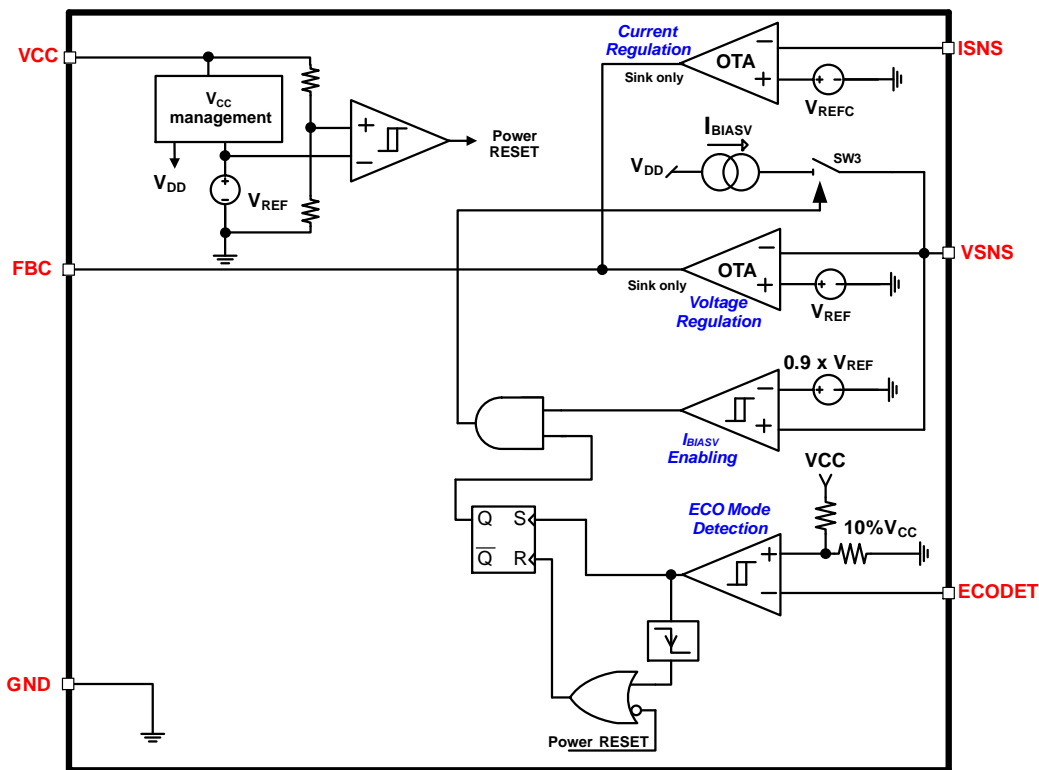 VCC
VCC
management
VDD
VREF
Power
RESET
Current
Regulation
Sink only
OTA
VREFC
ISNS
IBIASV
VDD
SW3
FBC
Sink only
OTA
Voltage
Regulation
VREF
VSNS
0.9 x VREF
IBIASV
Enabling
VCC
10%VCC
ECO Mode
Detection
ECODET
Q S
Q R
GND
Power RESET